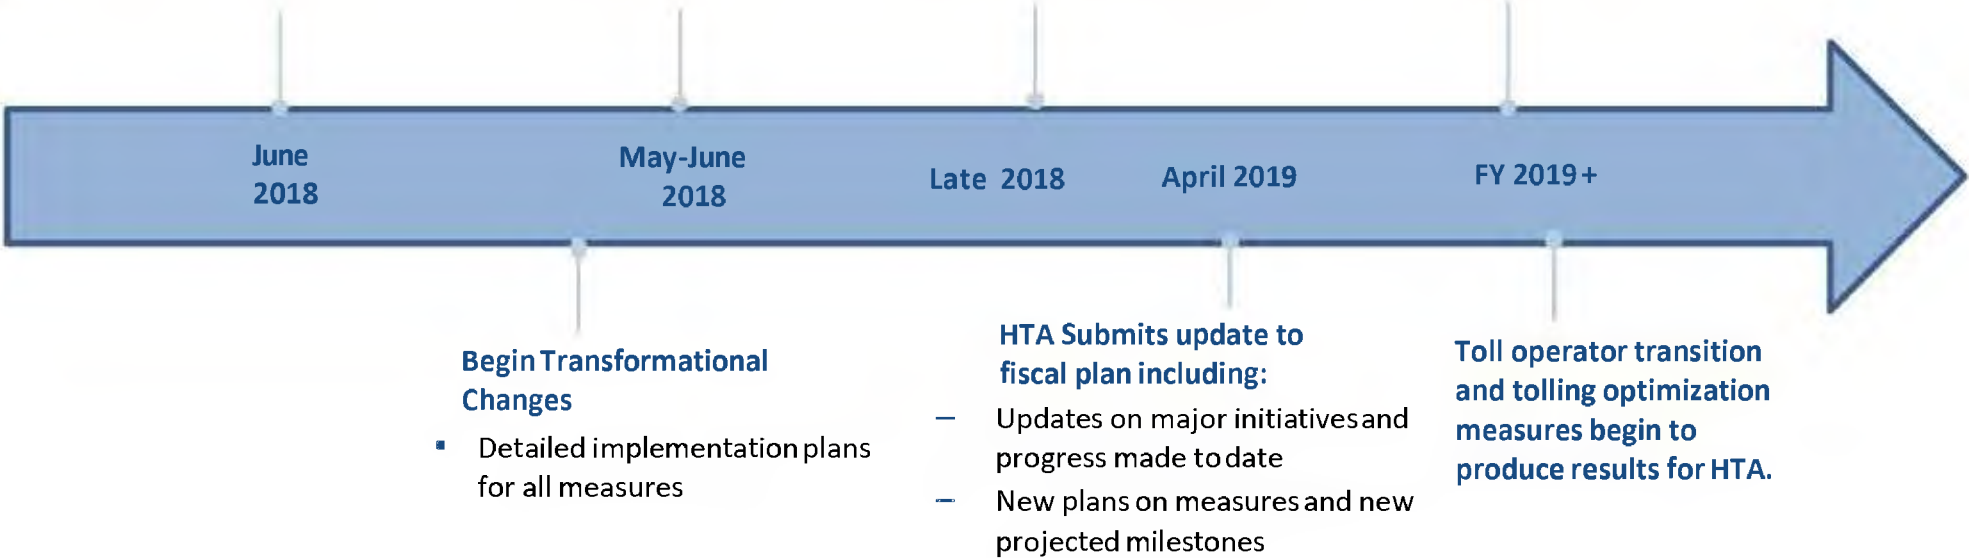 June
2018
May-June
2018
Late 2018
April 2019
FY 2019+
Begin Transformational
Changes
▪ Detailed implementation plans
for all measures
HTA Submits update to
fiscal plan including:
– Updates on major initiatives and
progress made to date
– New plans on measures and new
projected milestones
Toll operator transition
and tolling optimization
measures begin to
produce results for HTA.